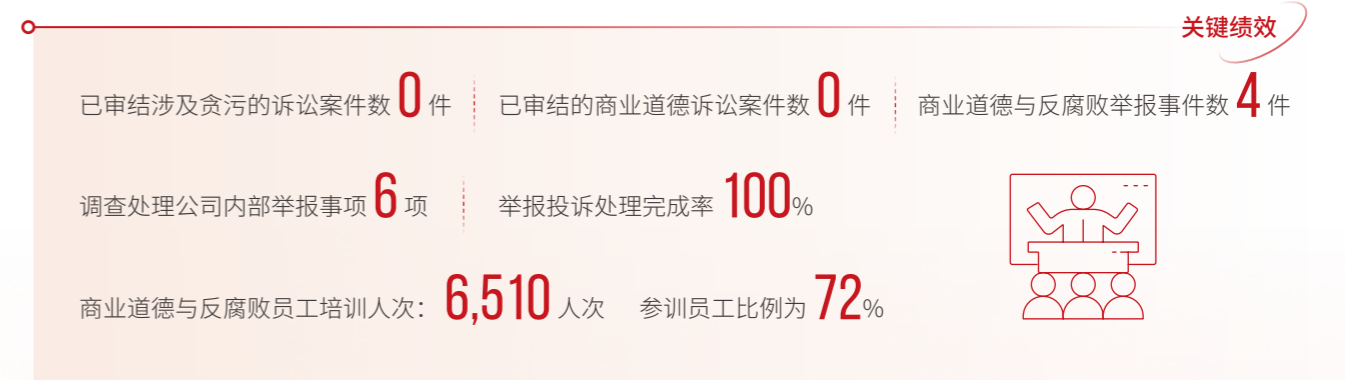 关键绩效
已审结涉及贪污的诉讼案件数 0 件 已审结的商业道德诉讼案件数 0 件 商业道德与反腐败举报事件数 4 件
调查处理公司内部举报事项 6 项 举报投诉处理完成率 100%
商业道德与反腐败员工培训人次：6,510 人次 参训员工比例为 72%